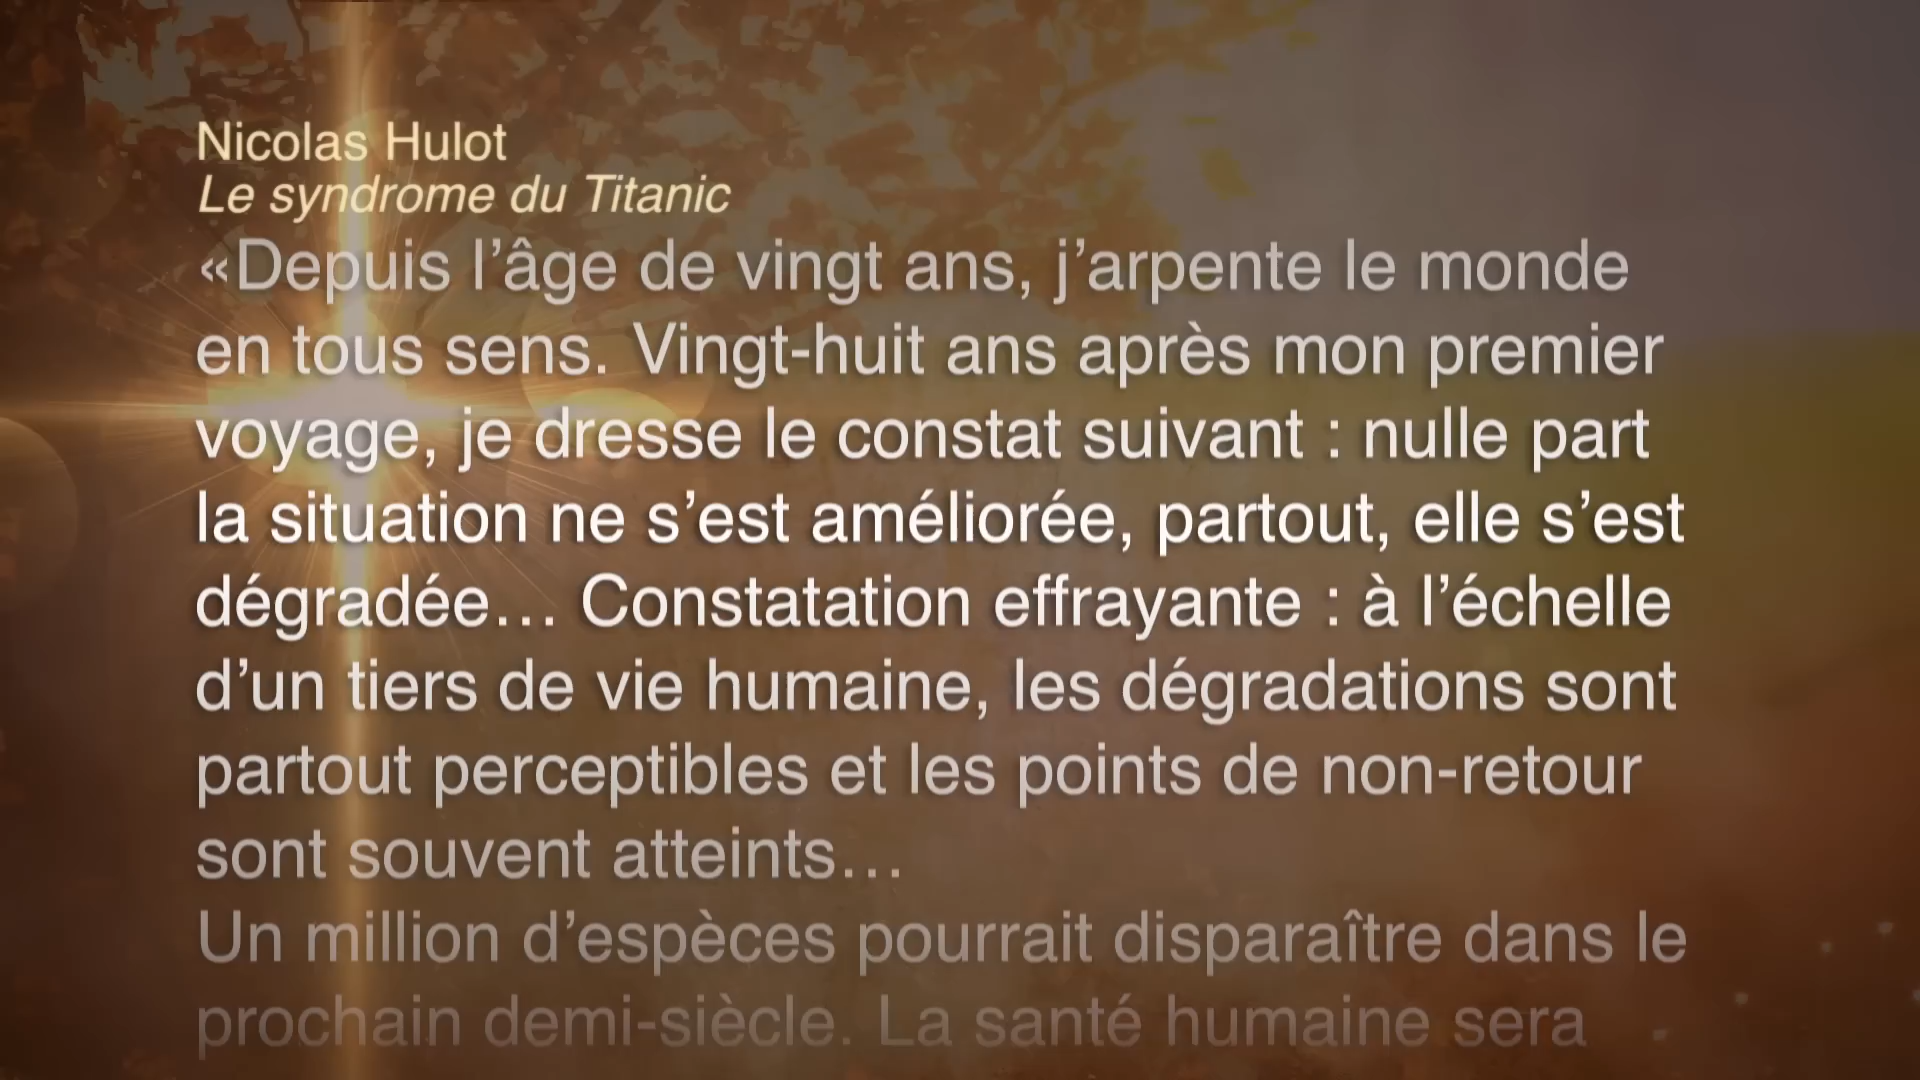 Nicolas Hulot
Le syndrome du Titanic
«Depuis l’âge de vingt ans, j’arpente le monde
en tous sens. Vingt-huit ans après mon premier
voyage, je dresse le constat suivant : nulle part
la situation ne s’est améliorée, partout, elle s’est
dégradée… Constatation effrayante : à l’échelle
d’un tiers de vie humaine, les dégradations sont
partout perceptibles et les points de non-retour
sont souvent atteints…
Un million d’espèces pourrait disparaître dans le
prochain demi-siècle. La santé humaine sera